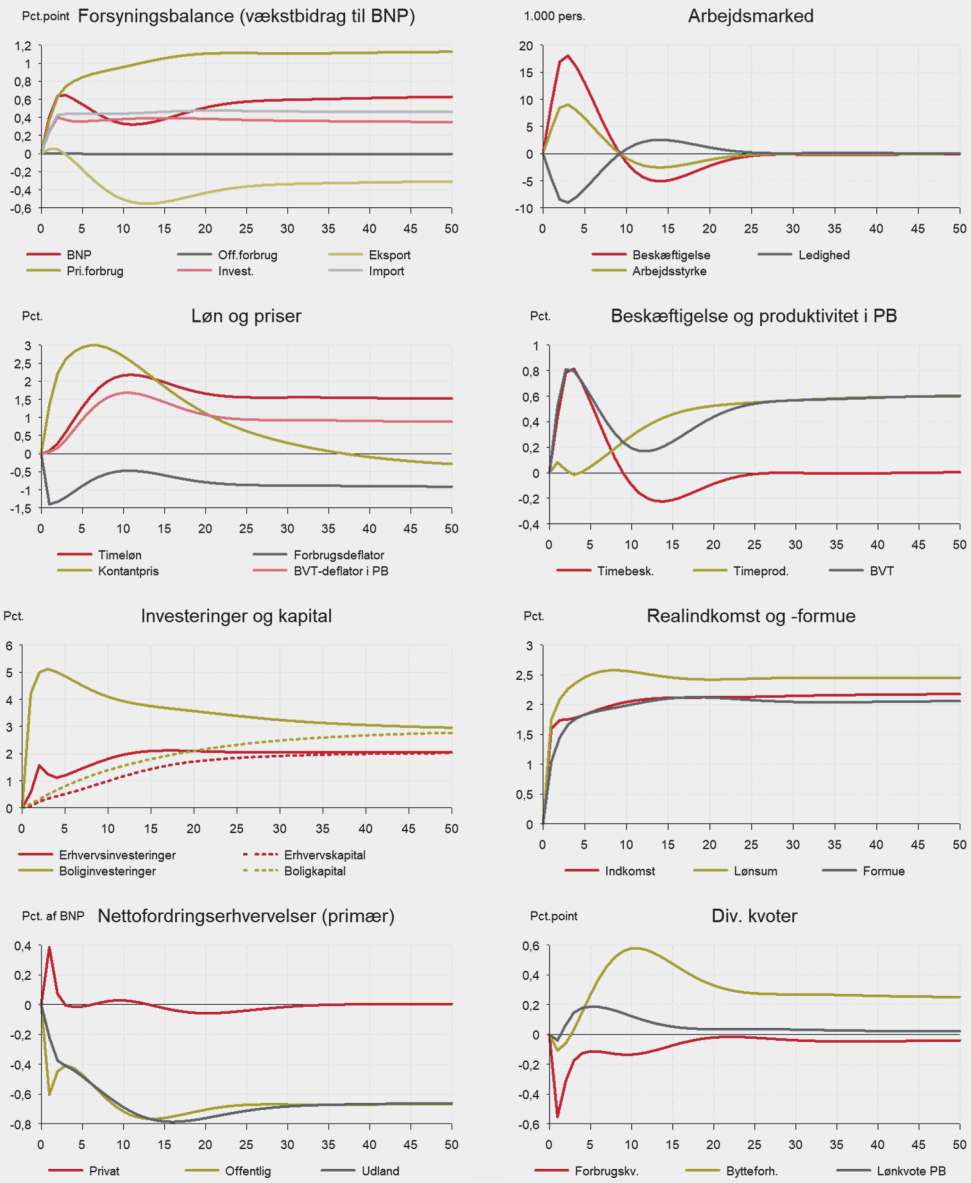 Pct.point Forsyningsbalance (vækstbidrag til BNP)
1,2
1
0,8
0,6
0,4
0,2
0
-0,2
-0,4
-0,6
0 5 10 15 20 25 30 35 40 45 50
BNP Off.forbrug Eksport
Pri.forbrug Invest. Import
1.000 pers. Arbejdsmarked
20
15
10
5
0
-5
-10
0 5 10 15 20 25 30 35 40 45 50
Beskæftigelse Ledighed
Arbejdsstyrke
Pct. Løn og priser
3
2,5
2
1,5
1
0,5
0
-0,5
-1
-1,5
0 5 10 15 20 25 30 35 40 45 50
Timeløn Forbrugsdeflator
Kontantpris BVT-deflator i PB
Pct. Beskæftigelse og produktivitet i PB
1
0,8
0,6
0,4
0,2
0
-0,2
-0,4
0 5 10 15 20 25 30 35 40 45 50
Timebesk. Timeprod. BVT
Pct. Investeringer og kapital
6
5
4
3
2
1
0
0 5 10 15 20 25 30 35 40 45 50
Erhvervsinvesteringer Erhvervskapital
Boliginvesteringer Boligkapital
Pct. Realindkomst og -formue
3
2,5
2
1,5
1
0,5
0
0 5 10 15 20 25 30 35 40 45 50
Indkomst Lønsum Formue
Pct. af BNP Nettofordringserhvervelser (primær)
0,4
0,2
0
-0,2
-0,4
-0,6
-0,8
0 5 10 15 20 25 30 35 40 45 50
Privat Offentlig Udland
Pct.point Div. kvoter
0,6
0,4
0,2
0
-0,2
-0,4
-0,6
0 5 10 15 20 25 30 35 40 45 50
Forbrugskv. Bytteforh. Lønkvote PB